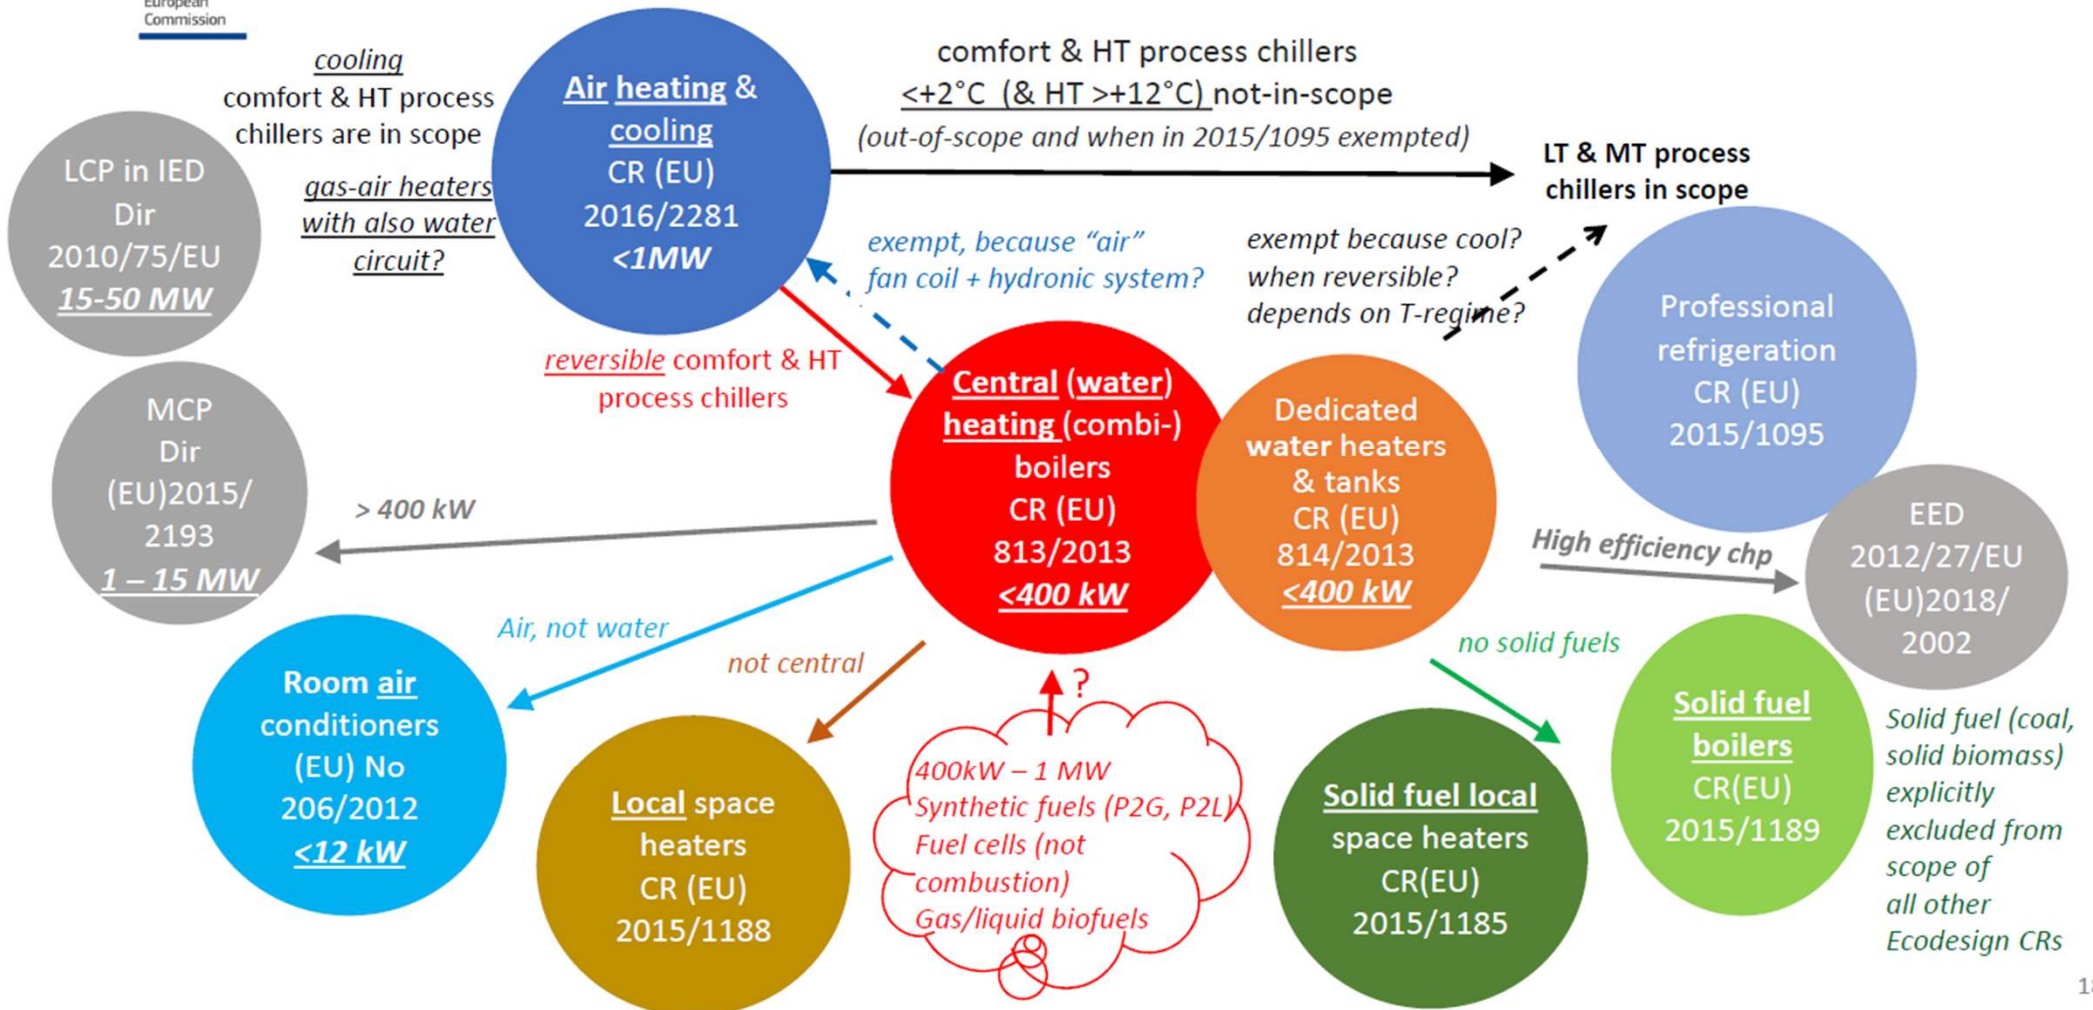 European
Commission
cooling
comfort & HT process
chillers are in scope
gas-air heaters
with also water
circuit?
Air heating &
cooling
CR (EU)
2016/2281
<1MW
comfort & HT process chillers
<+2°C (& HT >+12°C) not-in-scope
(out-of-scope and when in 2015/1095 exempted)
LT & MT process
chillers in scope
LCP in IED
Dir
2010/75/EU
15-50 MW
exempt, because “air”
fan coil + hydronic system?
exempt because cool?
when reversible?
depends on T-regime?
Professional
refrigeration
CR (EU)
2015/1095
reversible comfort & HT
process chillers
MCP
Dir
(EU)2015/
2193
1 – 15 MW
> 400 kW
Central (water)
heating (combi-)
boilers
CR (EU)
813/2013
<400 kW
Dedicated
water heaters
& tanks
CR (EU)
814/2013
<400 kW
High efficiency chp
EED
2012/27/EU
(EU)2018/
2002
Air, not water
not central
no solid fuels
Room air
conditioners
(EU) No
206/2012
<12 kW
Local space
heaters
CR (EU)
2015/1188
?
400kW – 1 MW
Synthetic fuels (P2G, P2L)
Fuel cells (not
combustion)
Gas/liquid biofuels
Solid fuel local
space heaters
CR(EU)
2015/1185
Solid fuel
boilers
CR(EU)
2015/1189
Solid fuel (coal,
solid biomass)
explicitly
excluded from
scope of
all other
Ecodesign CRs